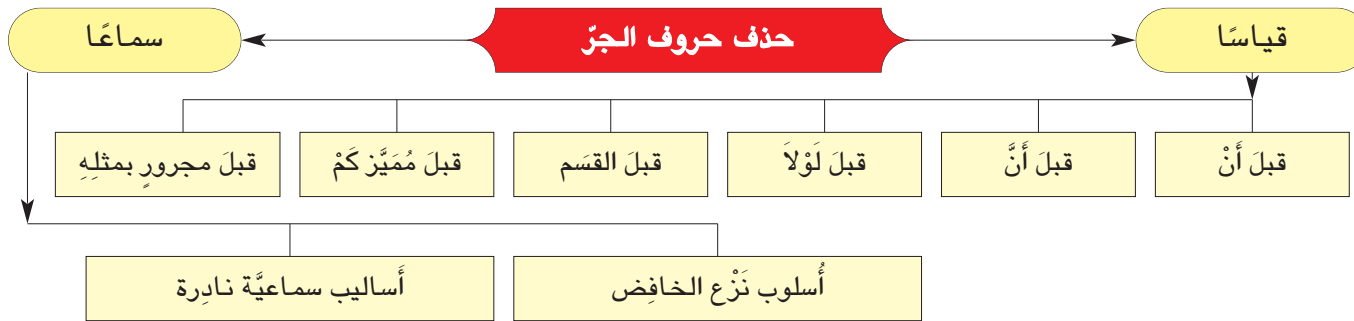 حذف حروف الجرّ
قياسًا
سماعًا
قبلَ أَنْ
قبلَ أَنَّ
قبلَ لَوْلاَ
قبلَ القسَم
قبلَ مُمَيَّز كَمْ
قبلَ مجرورٍ بمثلِهِ
أُسلوب نَزْع الخافِض
أَساليب سماعيَّة نادِرة